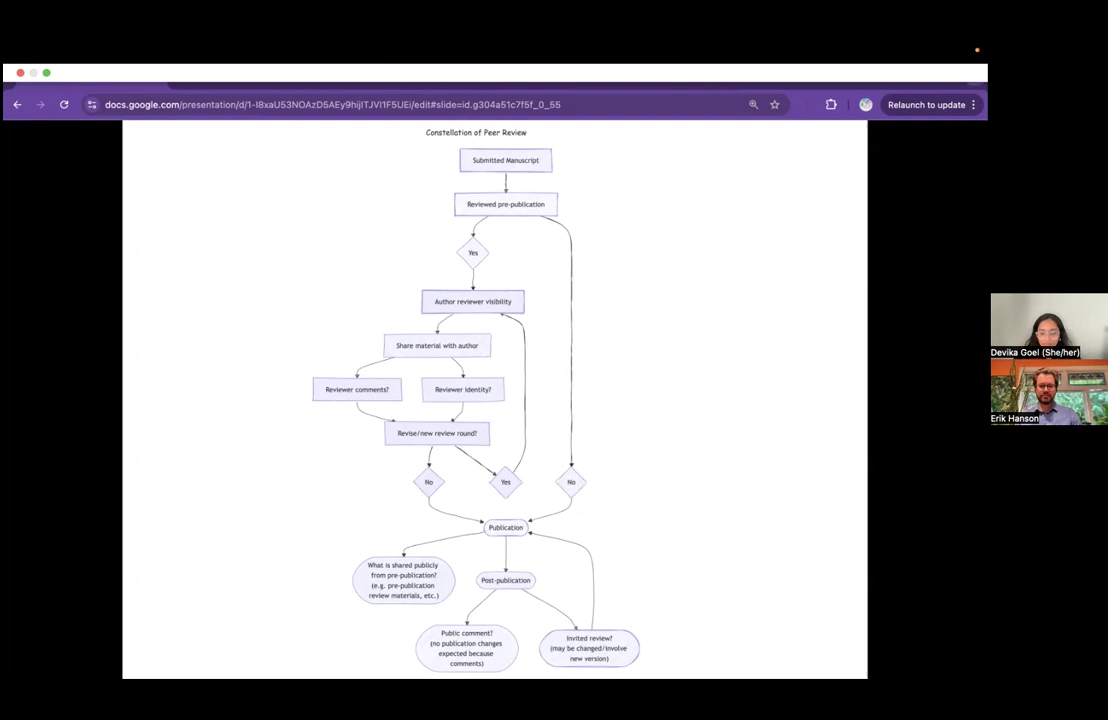 docs.google.com/presentation/d/1-I8xaU53NOAzD5AEy9hijITJVl1F5UEi/edit#slide=id.g304a51c7f5f_0_55
Relaunch to update
Constellation of Peer Review
Submitted Manuscript
Reviewed pre-publication
Yes
Author reviewer visibility
Share material with author
Reviewer comments?
Reviewer identity?
Revise/new review round?
No
Yes
No
Publication
What is shared publicly
from pre-publication?
(e.g. pre-publication
review materials, etc.)
Post-publication
Public comment?
(no publication changes
expected because
comments)
Invited review?
(may be changed/involve
new version)
Devika Goel (She/her)
Erik Hanson